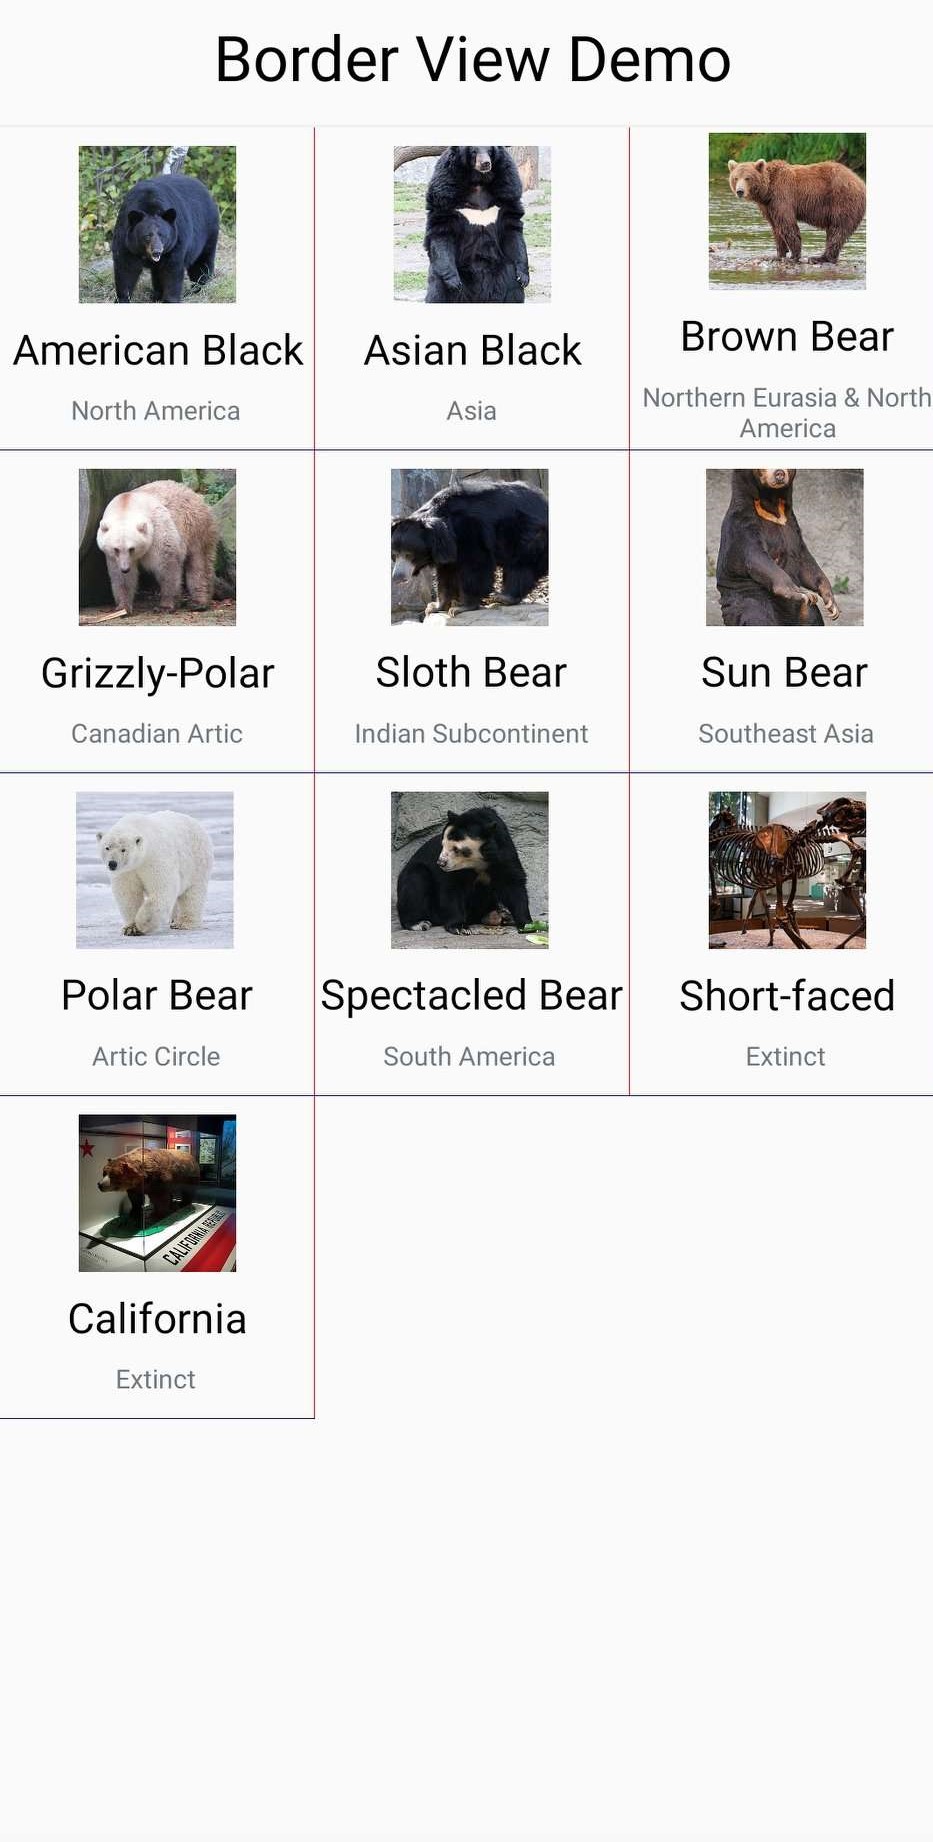 Border View Demo
American Black
North America
Asian Black
Asia
Brown Bear
Northern Eurasia & North
America
Grizzly-Polar
Canadian Artic
Sloth Bear
Indian Subcontinent
Sun Bear
Southeast Asia
Polar Bear
Artic Circle
Spectacled Bear
South America
Short-faced
Extinct
CALIFORNIA REPUBLIC
California
Extinct